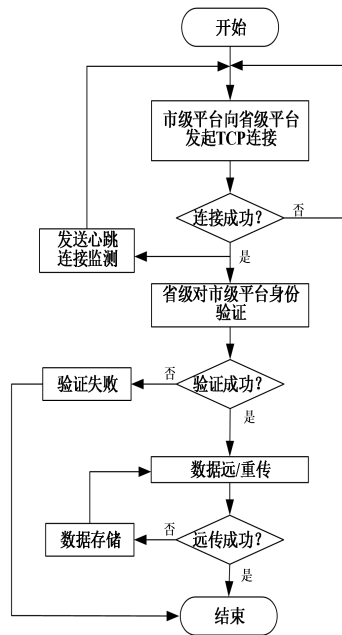 开始
市级平台向省级平台
发起TCP连接
连接成功？
否
是
发送心跳
连接监测
省级对市级平台身份
验证
验证成功？
否
验证失败
是
数据远/重传
远传成功？
否
数据存储
是
结束